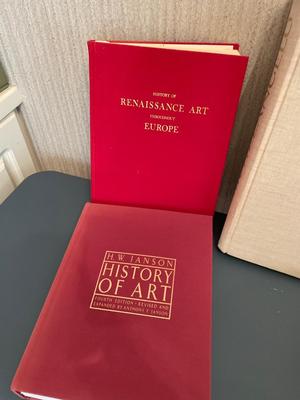 HISTORY OF
RENAISSANCE ART
THROUGHOUT
EUROPE
H. W. JANSON
HISTORY
OF ART
FOURTH EDITION · REVISED AND
EXPANDED BY ANTHONY F. JANSON